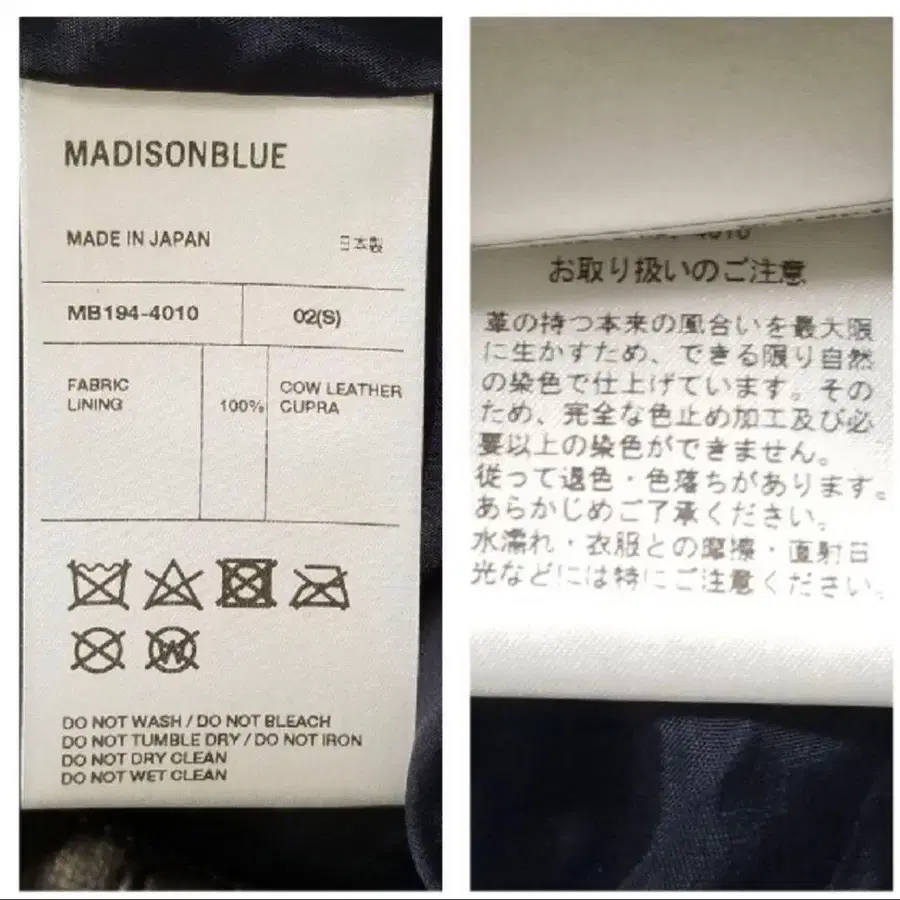 MADISONBLUE
MADE IN JAPAN 日本製
MB194-4010 02(S)
FABRIC COW LEATHER
LINING 100% CUPRA
W
DO NOT WASH / DO NOT BLEACH
DO NOT TUMBLE DRY / DO NOT IRON
DO NOT DRY CLEAN
DO NOT WET CLEAN
お取り扱いのご注意
革の持つ本来の風合いを最大限
に生かすため、できる限り自然
の染色で仕上げています。その
ため、完全な色止め加工及び必
要以上の染色ができません。
従って退色・色落ちがあります。
あらかじめご了承ください。
水濡れ・衣服との摩擦・直射日
光などには特にご注意ください。